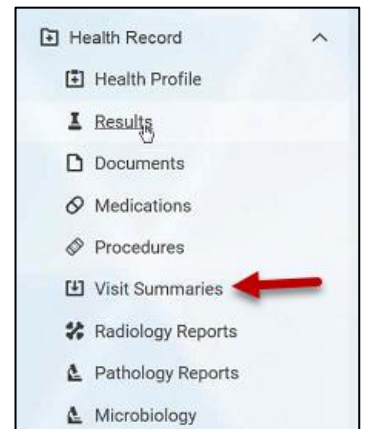 Health Record
Health Profile
Results
Documents
Medications
Procedures
Visit Summaries
Radiology Reports
Pathology Reports
Microbiology